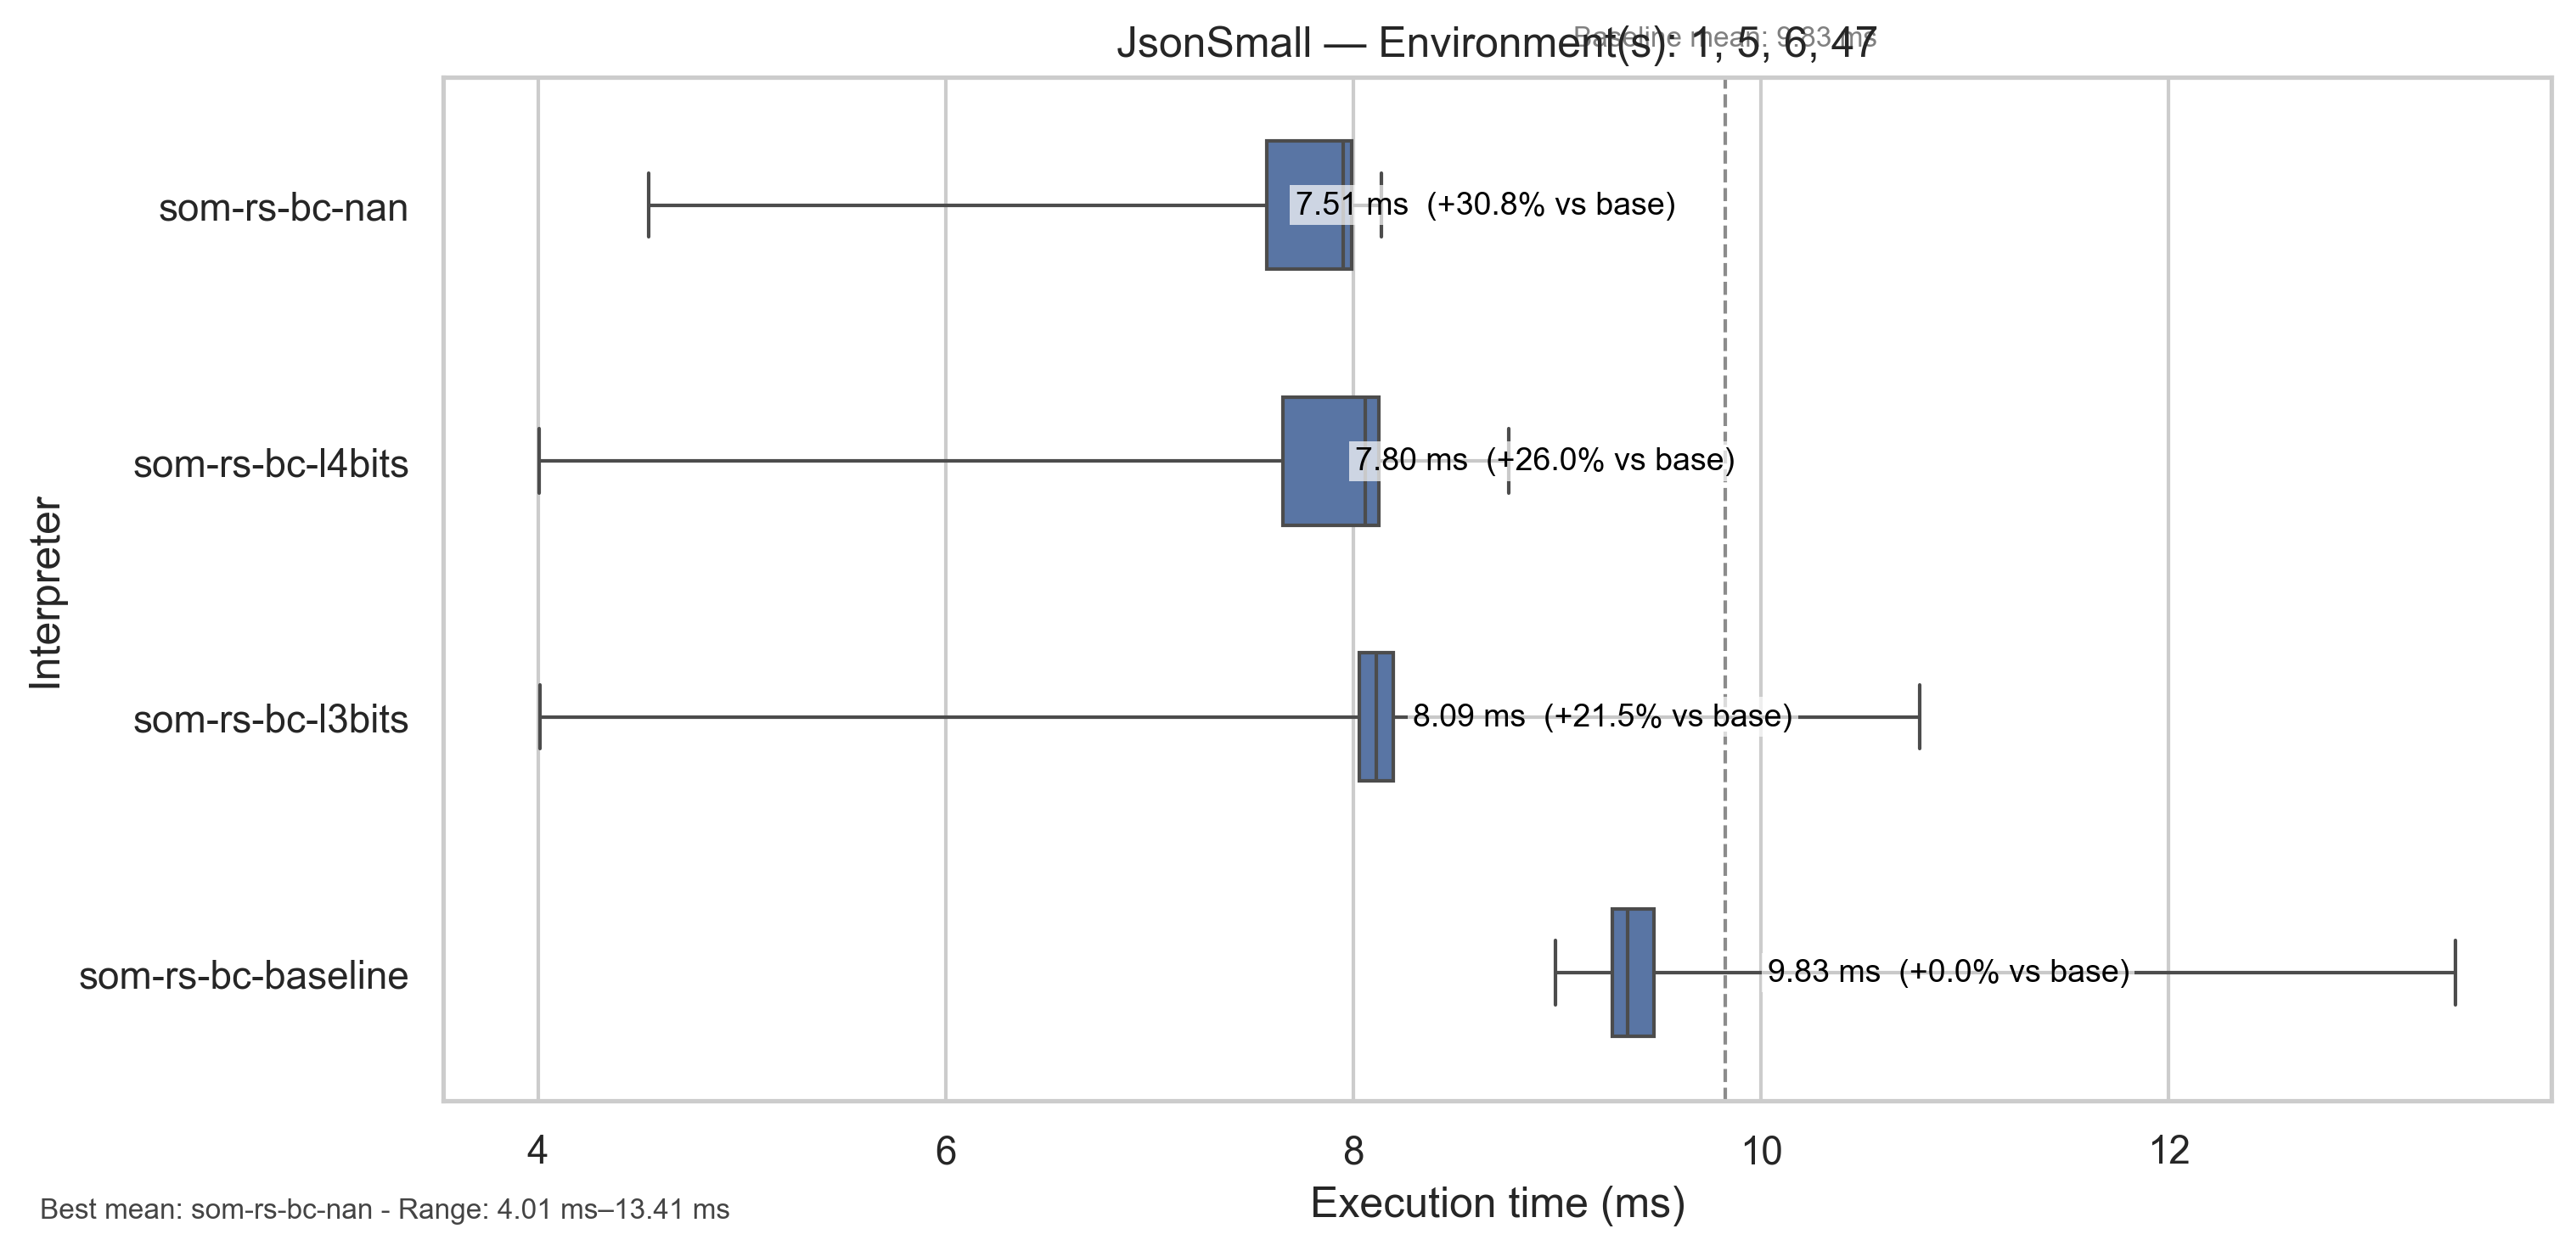 Baseline mean: 9.83 ms
JsonSmall — Environment(s): 1, 5, 6, 47
som-rs-bc-nan
7.51 ms (+30.8% vs base)
som-rs-bc-l4bits
7.80 ms (+26.0% vs base)
Interpreter
som-rs-bc-l3bits
8.09 ms (+21.5% vs base)
som-rs-bc-baseline
9.83 ms (+0.0% vs base)
4 6 8 10 12
Execution time (ms)
Best mean: som-rs-bc-nan - Range: 4.01 ms–13.41 ms